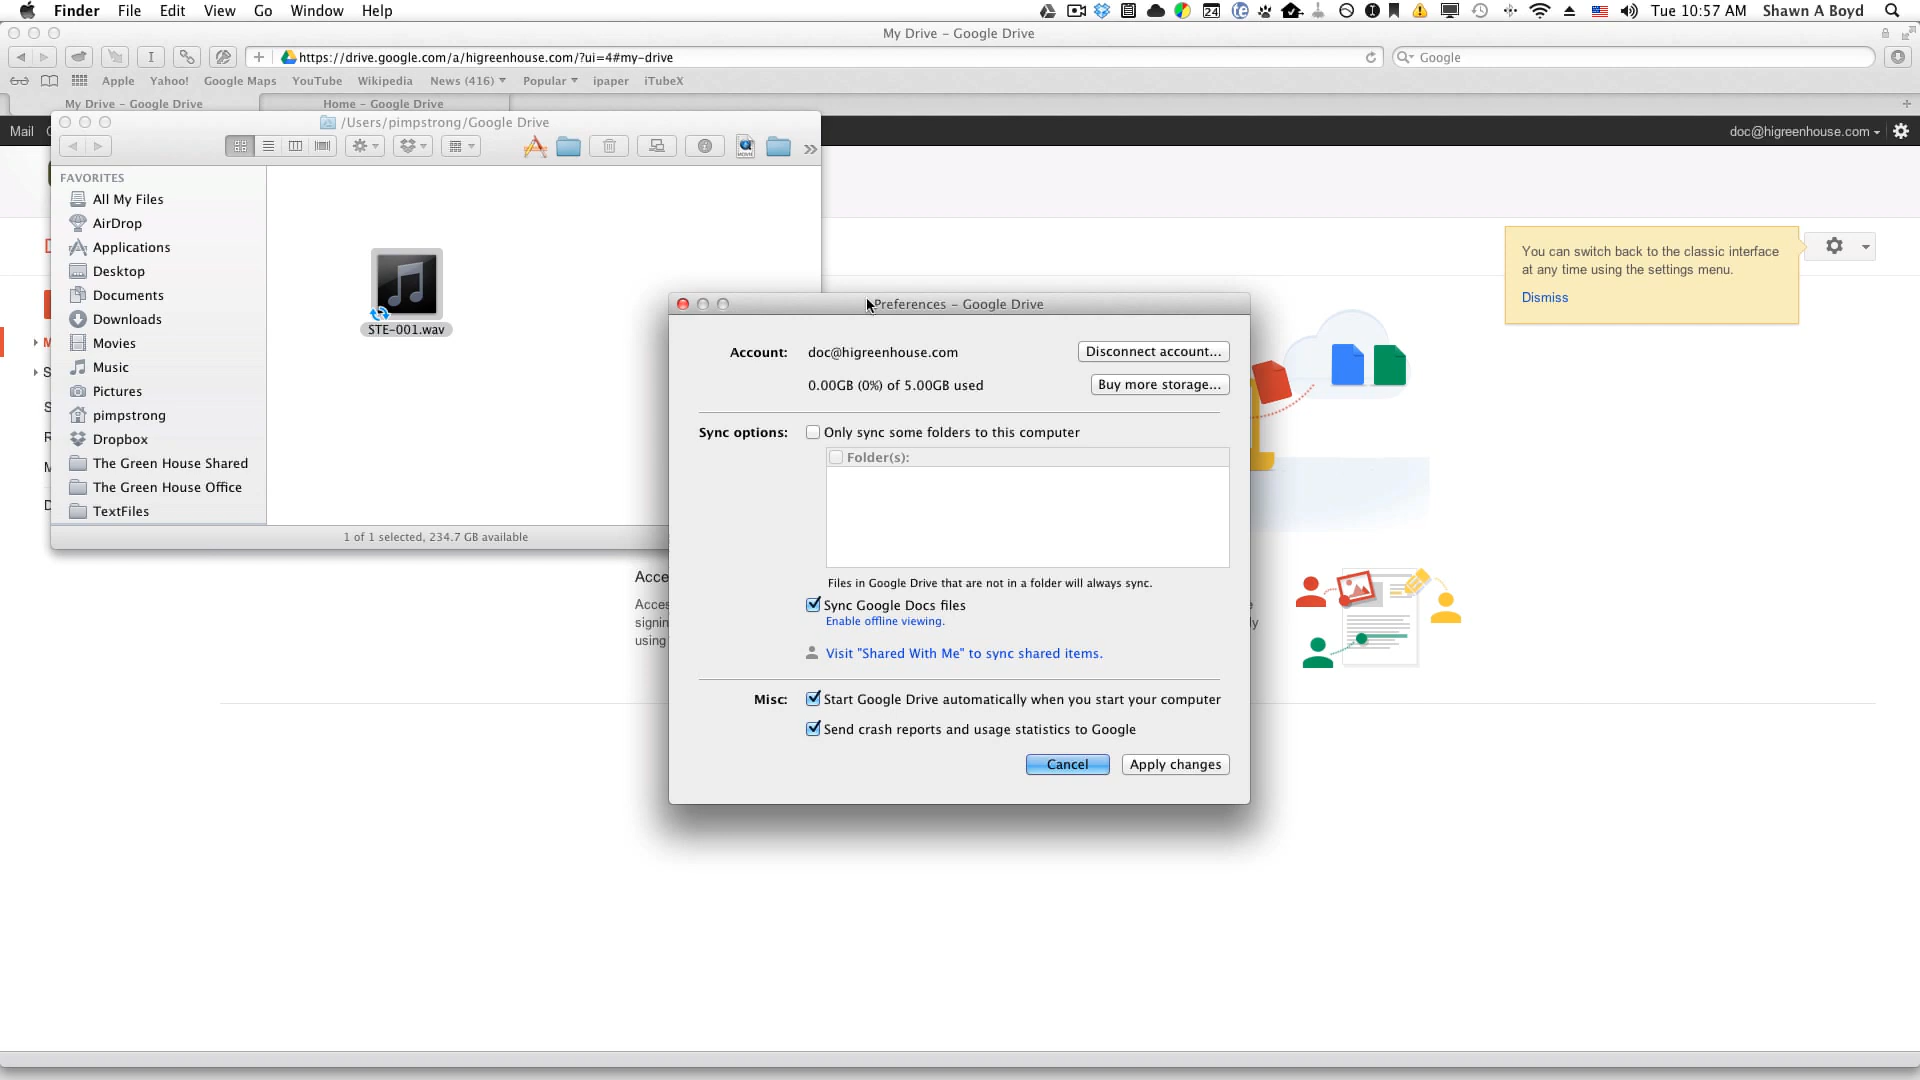 Finder File Edit View Go Window Help
24
Tue 10:57 AM Shawn A Boyd
My Drive – Google Drive
https://drive.google.com/a/higreenhouse.com/?ui=4#my-drive
Google
Apple Yahoo! Google Maps YouTube Wikipedia News (416) Popular ipaper iTubeX
My Drive – Google Drive
Home – Google Drive
Mail
doc@higreenhouse.com
/Users/pimpstrong/Google Drive
FAVORITES
All My Files
AirDrop
Applications
Desktop
Documents
Downloads
Movies
Music
Pictures
pimpstrong
Dropbox
The Green House Shared
The Green House Office
TextFiles
STE-001.wav
1 of 1 selected, 234.7 GB available
You can switch back to the classic interface
at any time using the settings menu.
Dismiss
Preferences – Google Drive
Account: doc@higreenhouse.com
Disconnect account...
0.00GB (0%) of 5.00GB used
Buy more storage...
Sync options: Only sync some folders to this computer
Folder(s):
Files in Google Drive that are not in a folder will always sync.
Sync Google Docs files
Enable offline viewing.
Visit "Shared With Me" to sync shared items.
Misc: Start Google Drive automatically when you start your computer
Send crash reports and usage statistics to Google
Cancel
Apply changes
using